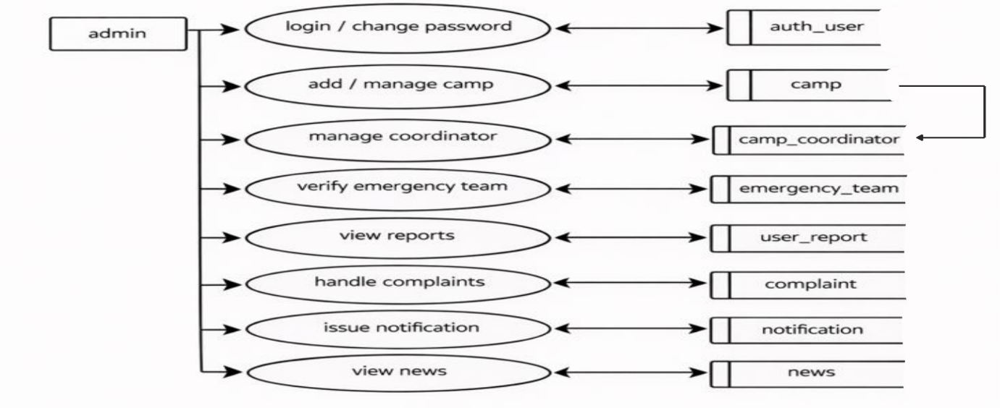 admin
login / change password
auth_user
add / manage camp
camp
manage coordinator
camp_coordinator
verify emergency team
emergency_team
view reports
user_report
handle complaints
complaint
issue notification
notification
view news
news